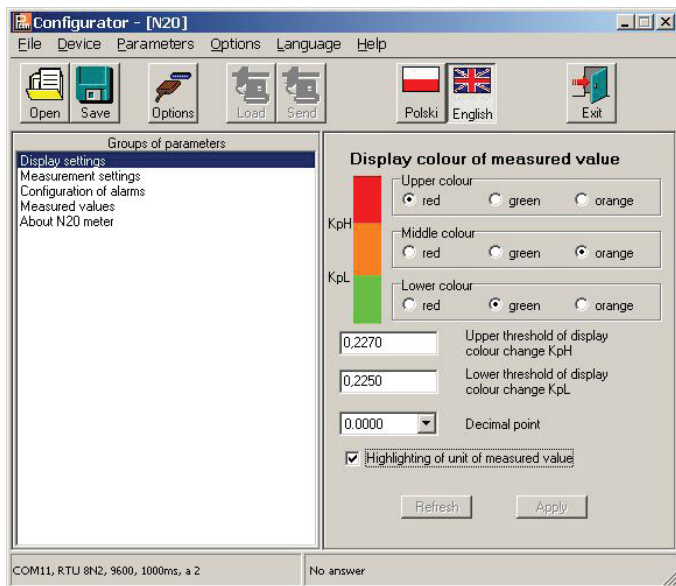 Configurator - [N20]
File Device Parameters Options Language Help
Open Save Options Load Send Polski English Exit
Groups of parameters
Display settings
Measurement settings
Configuration of alarms
Measured values
About N20 meter
Display colour of measured value
Upper colour
red green orange
KpH
Middle colour
red green orange
KpL
Lower colour
red green orange
0,2270
Upper threshold of display
colour change KpH
0,2250
Lower threshold of display
colour change KpL
0.0000 Decimal point
Highlighting of unit of measured value
Refresh Apply
COM11, RTU 8N2, 9600, 1000ms, a 2 No answer